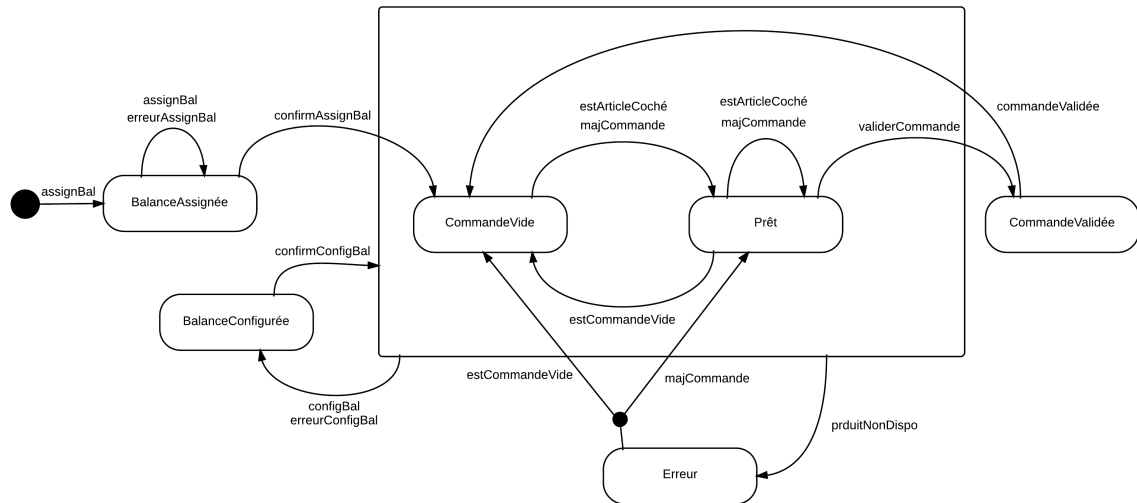 assignBal
erreurAssignBal
confirmAssignBal
estArticleCoché
majCommande
estArticleCoché
majCommande
commandeValidée
validerCommande
assignBal
BalanceAssignée
CommandeVide
Prêt
CommandeValidée
confirmConfigBal
BalanceConfigurée
estCommandeVide
estCommandeVide
majCommande
configBal
erreurConfigBal
prduitNonDispo
Erreur